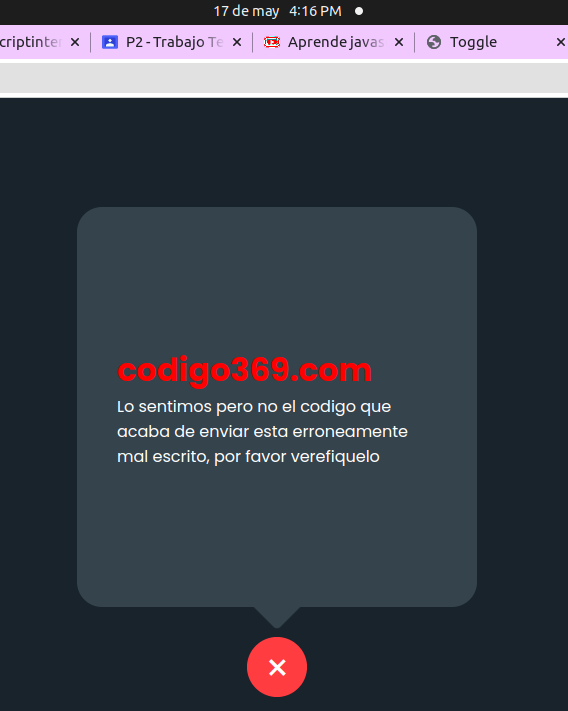 17 de may 4:16 PM
criptinte
P2 - Trabajo Te
Aprende javas
Toggle
codigo369.com
Lo sentimos pero no el codigo que
acaba de enviar esta erroneamente
mal escrito, por favor verefiquelo